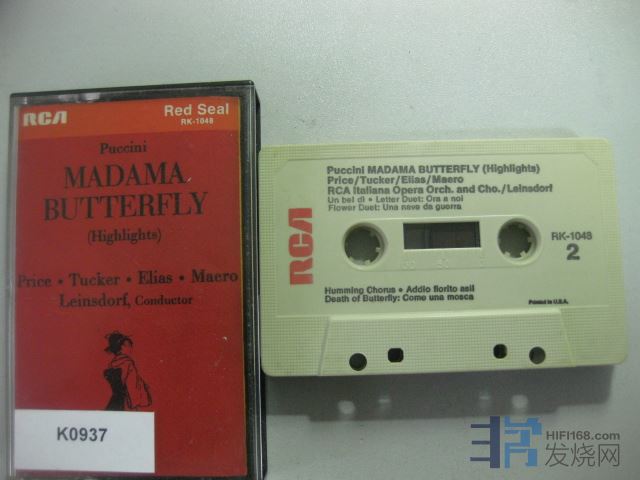 RCA
Red Seal
RK-1048
Puccini
MADAMA
BUTTERFLY
(Highlights)
Price • Tucker • Elias • Maero
Leinsdorf, Conductor
K0937
Puccini MADAMA BUTTERFLY (Highlights)
Price/Tucker/Elias/Maero
RCA Italiana Opera Orch. and Cho./Leinsdorf
Un bel dì • Letter Duet: Ora a noi
Flower Duet: Una nave da guerra
RCA
RK-1048
2
Humming Chorus • Addio fiorito asil
Death of Butterfly: Come una mosca
Printed in U.S.A.
HIFI168.com
发烧网